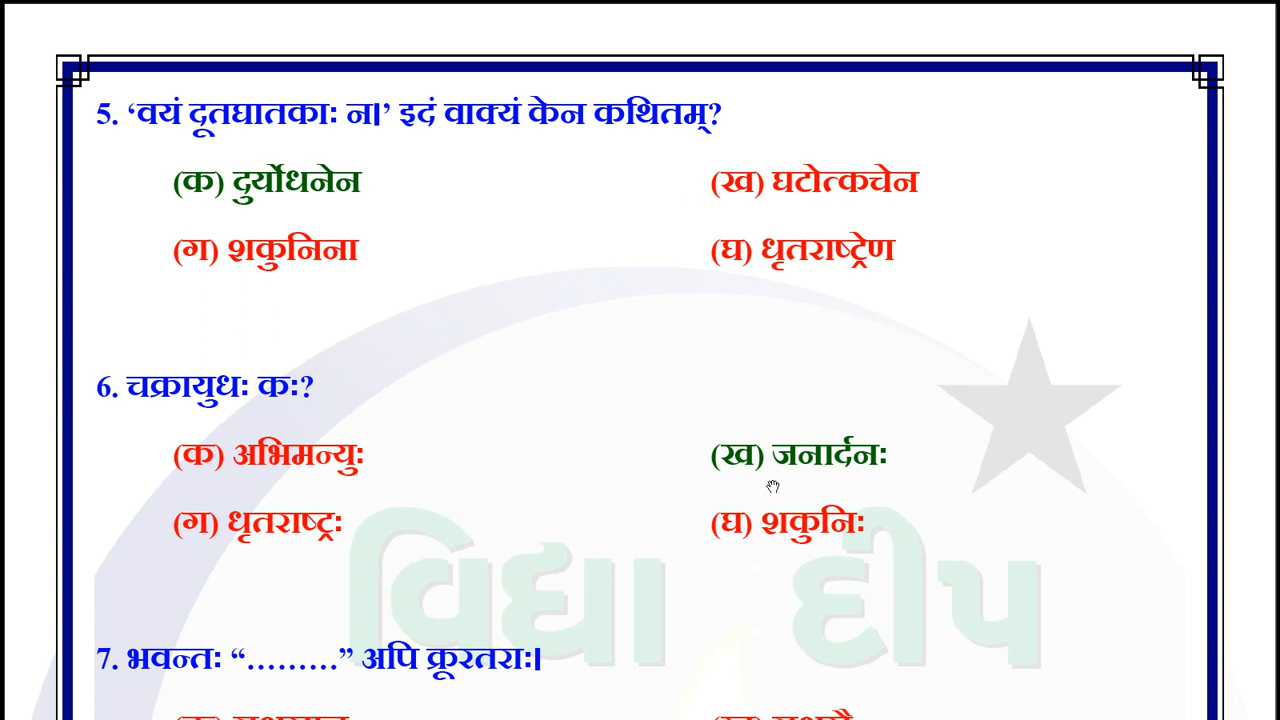 5. ‘वयं दूतघातकाः न।’ इदं वाक्यं केन कथितम्?
(क) दुर्योधनेन (ख) घटोत्कचेन
(ग) शकुनिना (घ) धृतराष्ट्रेण
6. चक्रायुधः कः?
(क) अभिमन्युः (ख) जनार्दनः
(ग) धृतराष्ट्रः (घ) शकुनिः
વિદ્યા દીપ
7. भवन्तः “………” अपि क्रूरतराः।